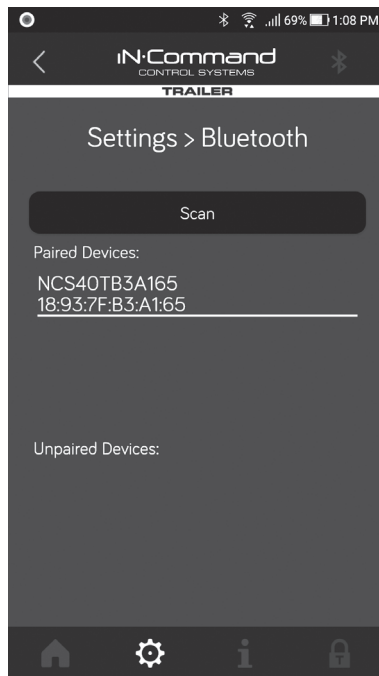 69% 1:08 PM
iN·Command
CONTROL SYSTEMS
TRAILER
Settings > Bluetooth
Scan
Paired Devices:
NCS40TB3A165
18:93:7F:B3:A1:65
Unpaired Devices: